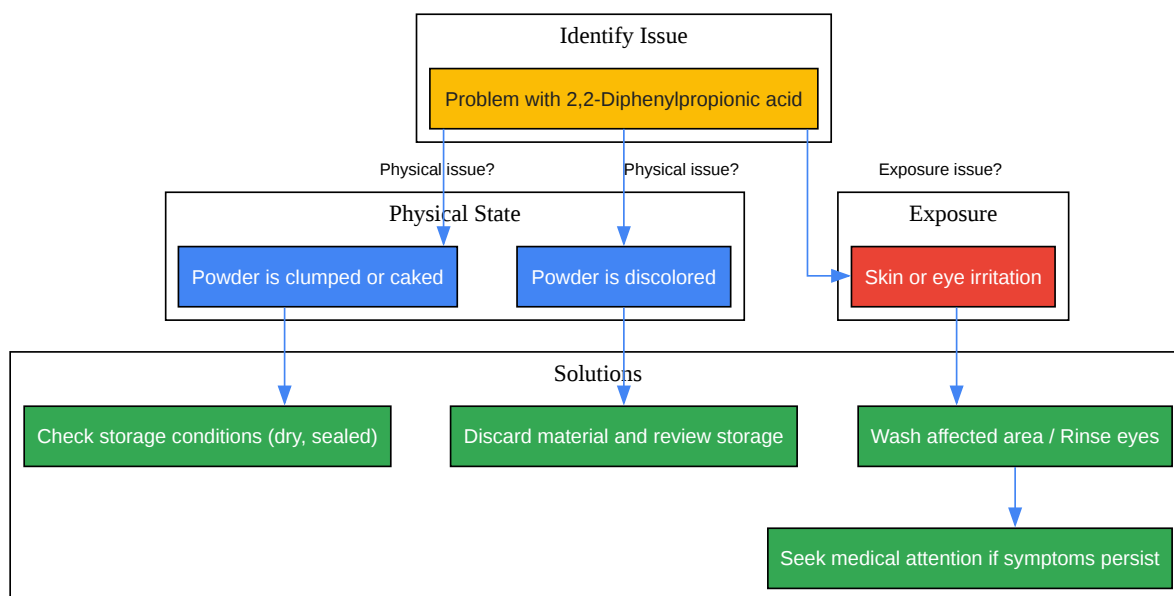 Identify Issue
Problem with 2,2-Diphenylpropionic acid
Physical issue?
Physical issue?
Exposure issue?
Physical State
Exposure
Powder is clumped or caked
Powder is discolored
Skin or eye irritation
Solutions
Check storage conditions (dry, sealed)
Discard material and review storage
Wash affected area / Rinse eyes
Seek medical attention if symptoms persist